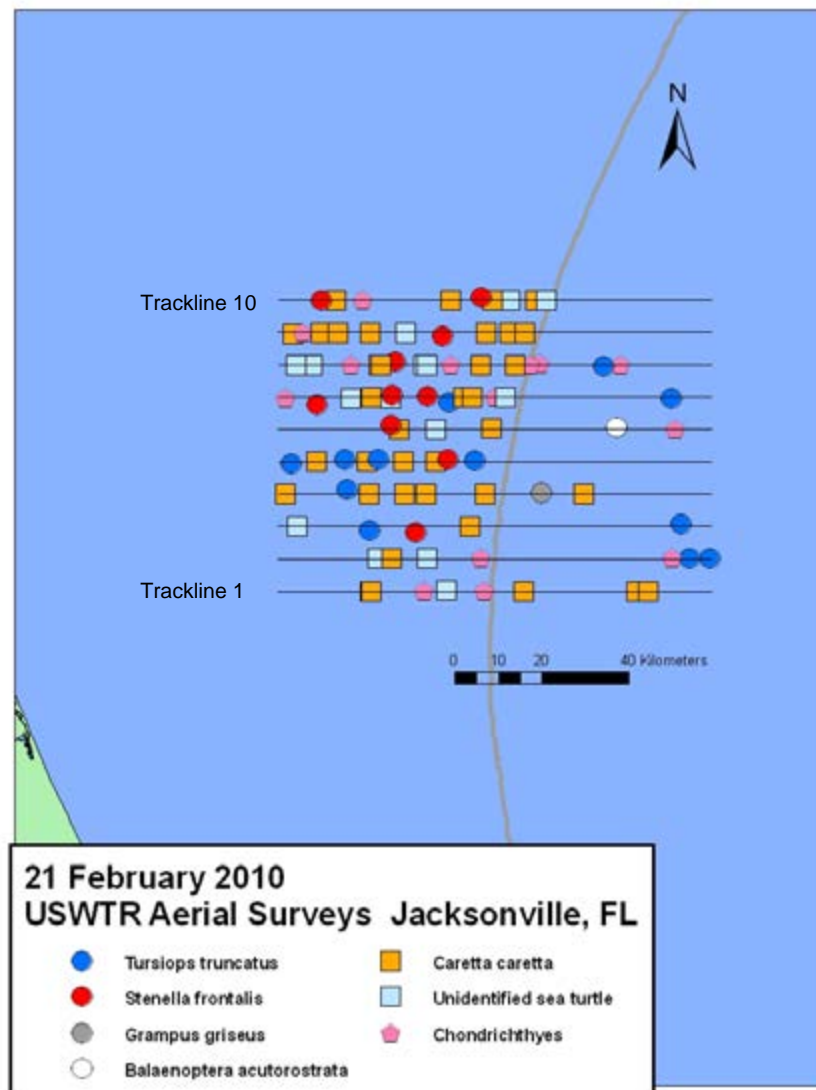 N
Trackline 10
Trackline 1
0 10 20 40 Kilometers
21 February 2010
USWTR Aerial Surveys Jacksonville, FL
Tursiops truncatus
Caretta caretta
Stenella frontalis
Unidentified sea turtle
Grampus griseus
Chondrichthyes
Balaenoptera acutorostrata